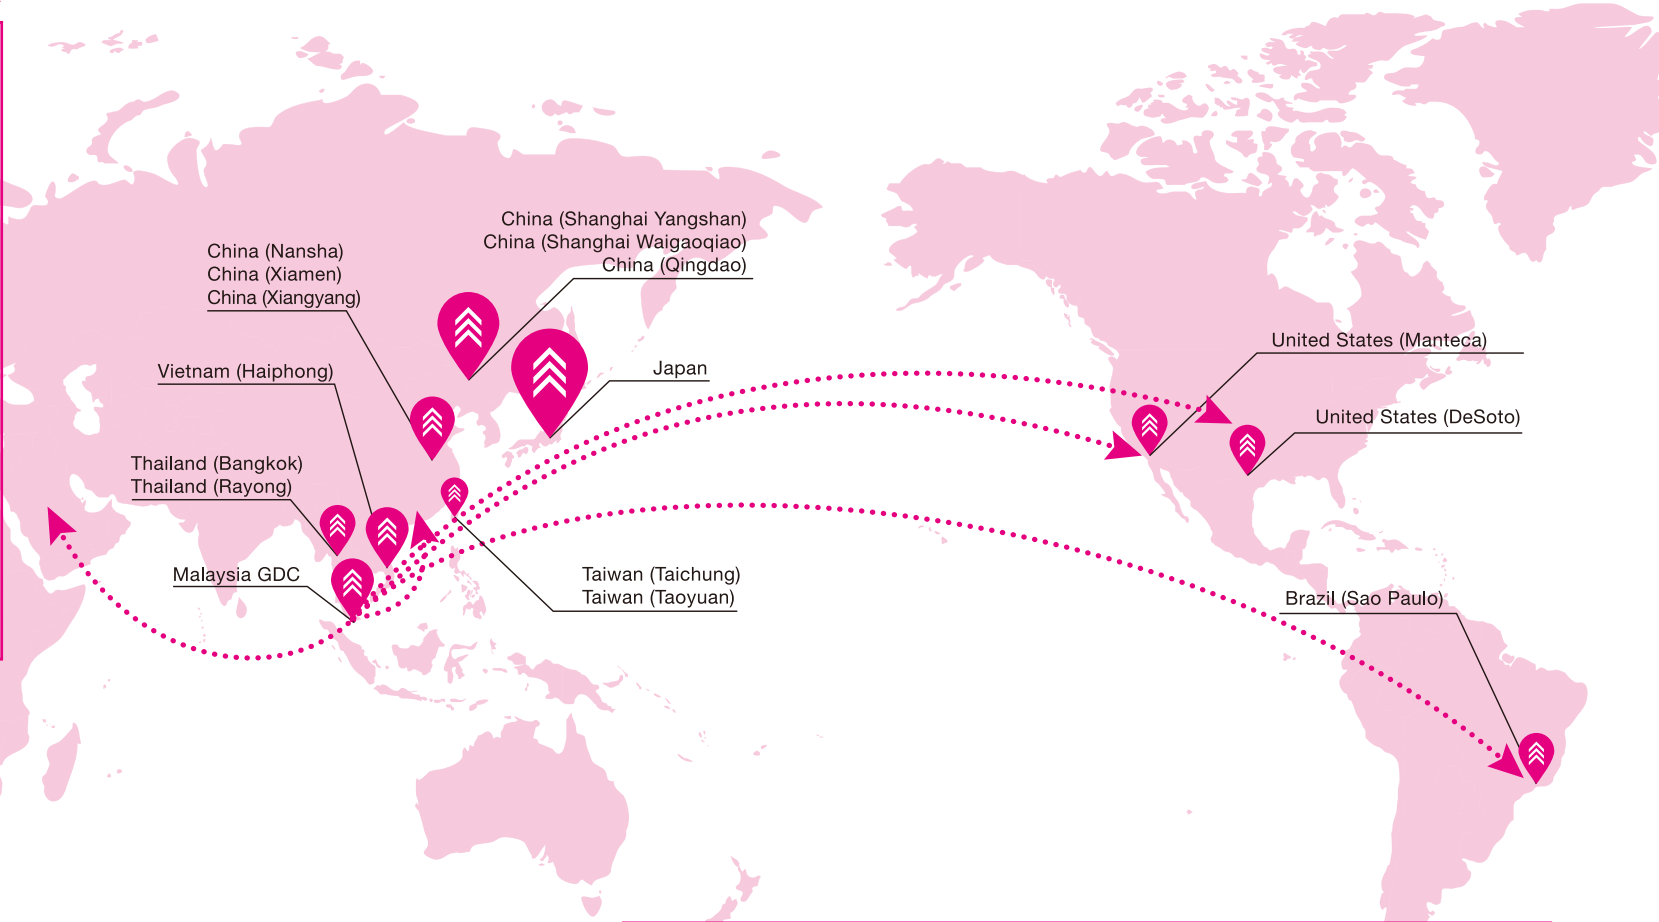 China (Shanghai Yangshan)
China (Shanghai Waigaoqiao)
China (Qingdao)
China (Nansha)
China (Xiamen)
China (Xiangyang)
Vietnam (Haiphong)
Japan
United States (Manteca)
United States (DeSoto)
Thailand (Bangkok)
Thailand (Rayong)
Malaysia GDC
Taiwan (Taichung)
Taiwan (Taoyuan)
Brazil (Sao Paulo)